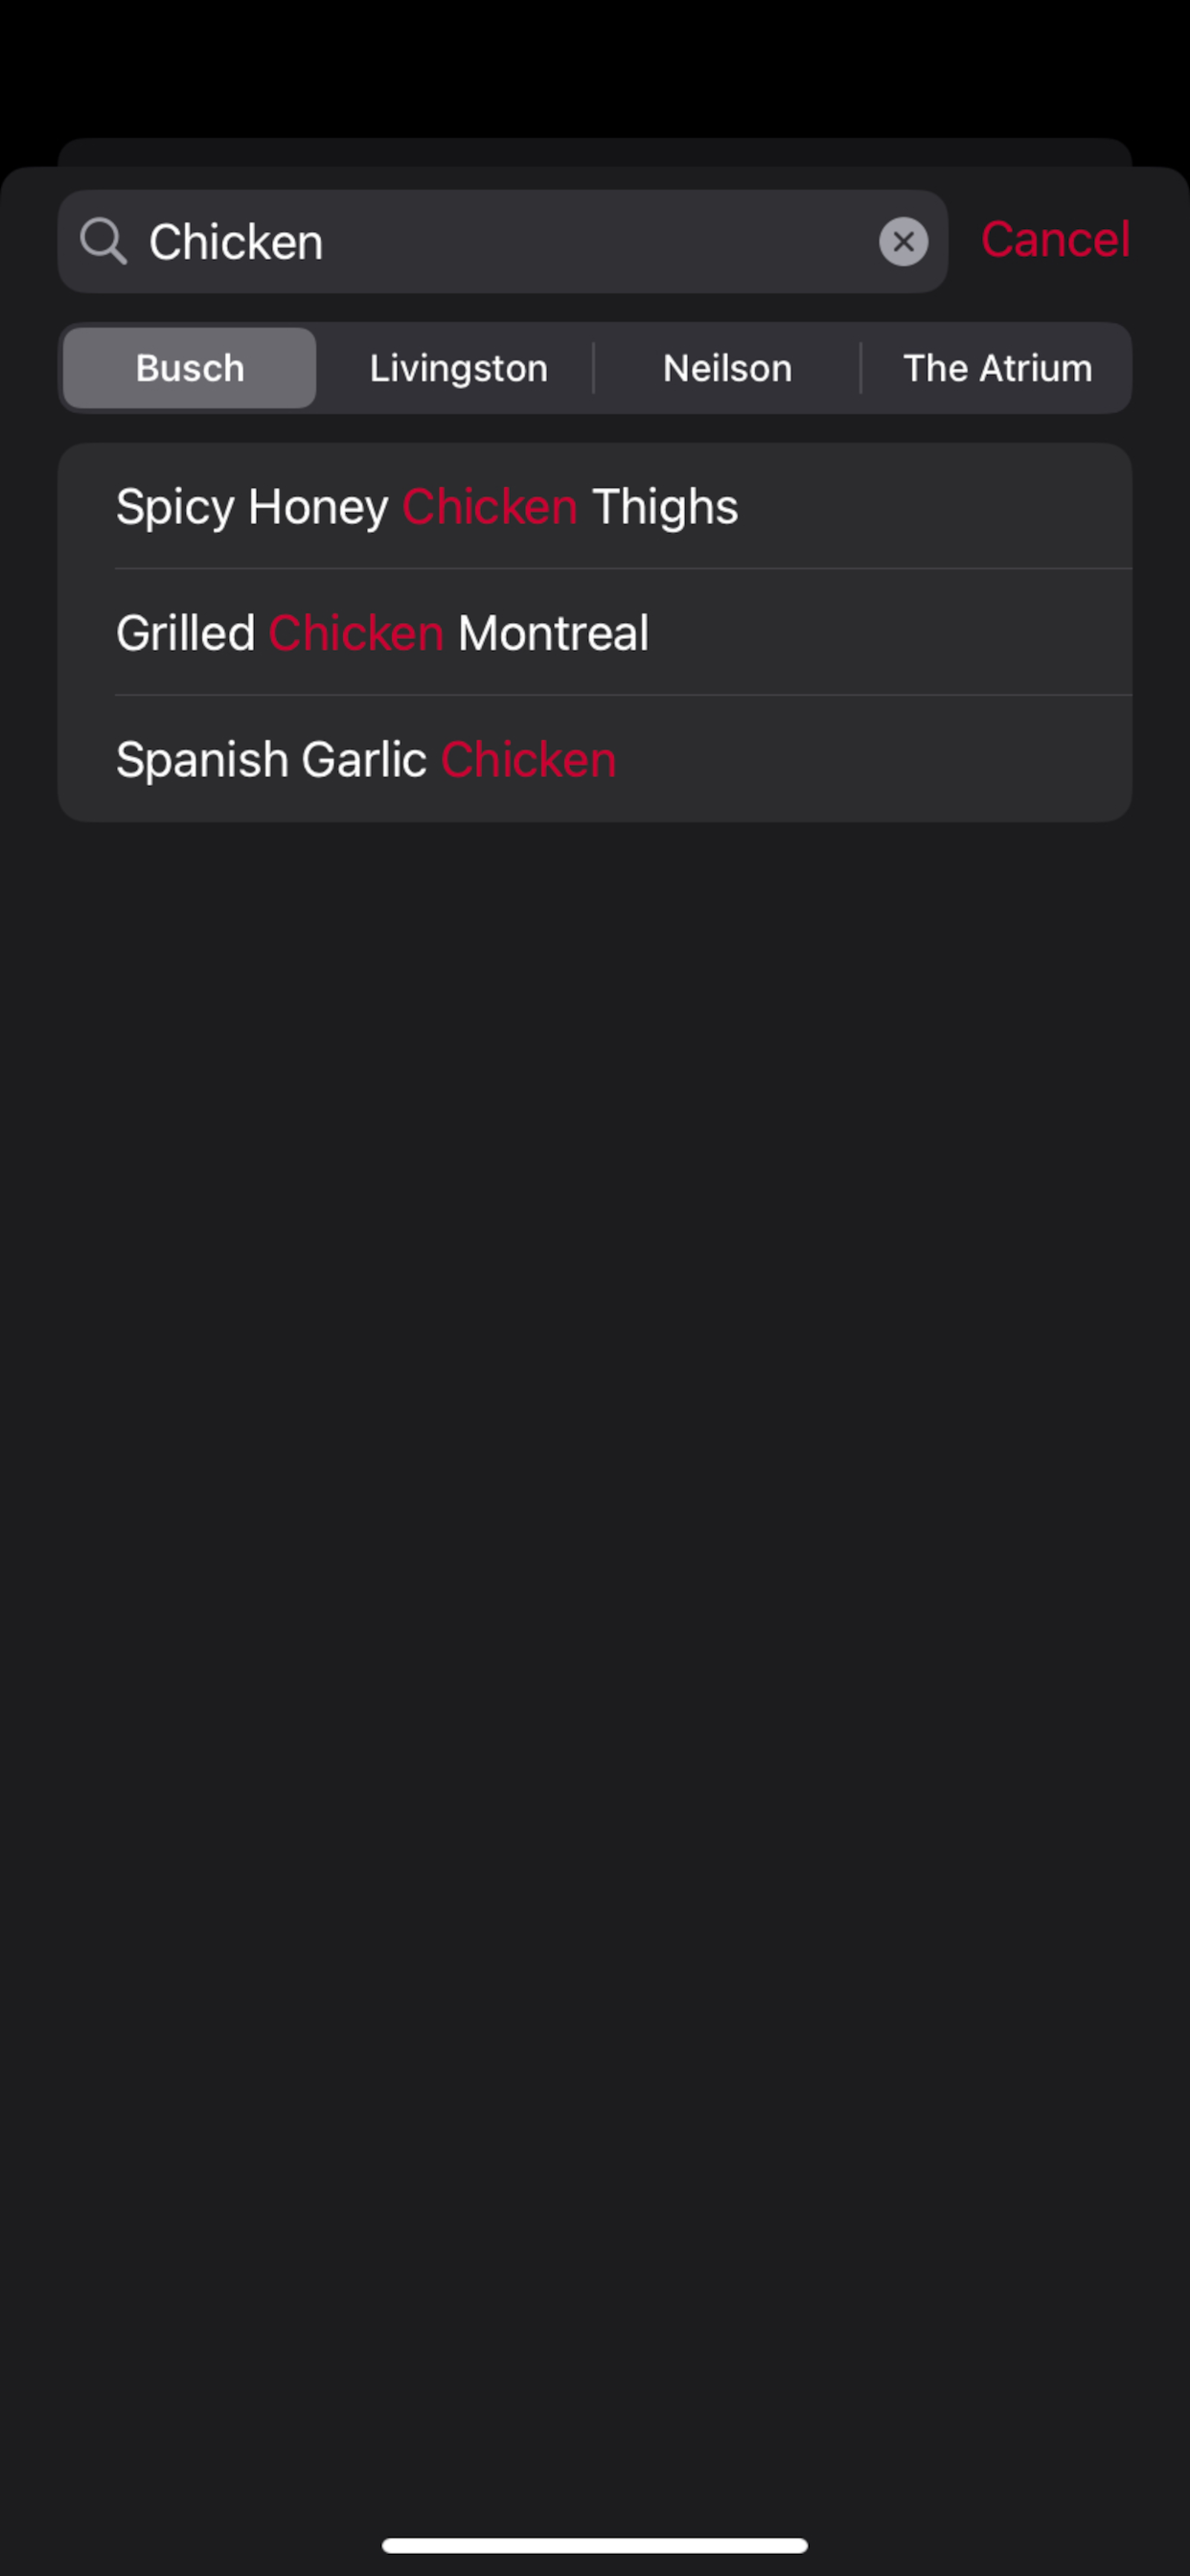 Chicken Cancel
Busch Livingston Neilson The Atrium
Spicy Honey Chicken Thighs
Grilled Chicken Montreal
Spanish Garlic Chicken